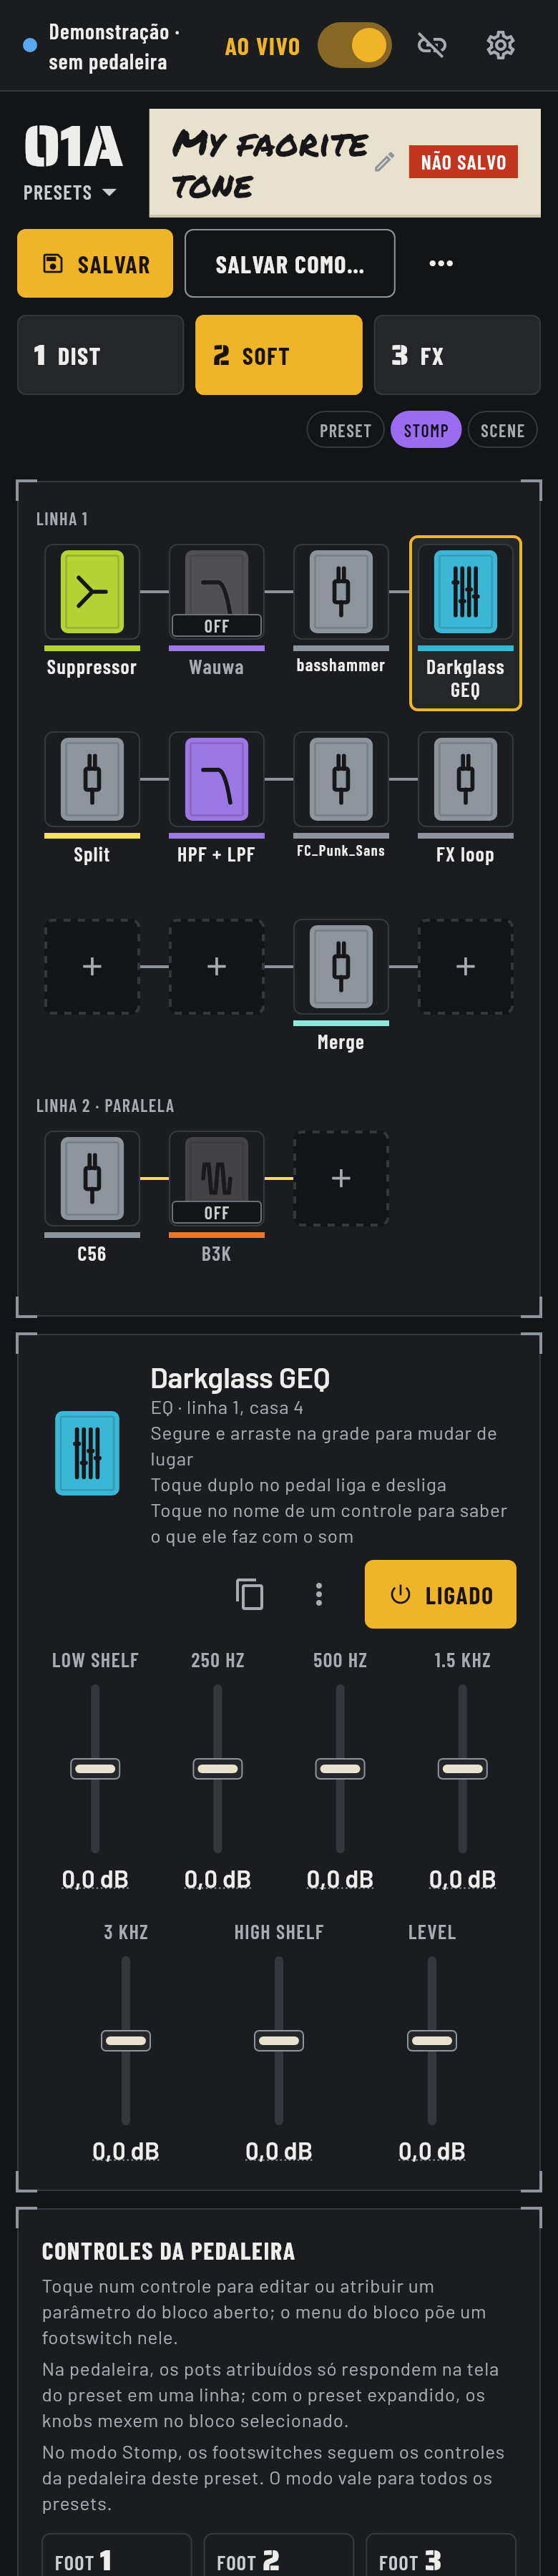 Demonstração ·
sem pedaleira
AO VIVO
01A
PRESETS
My faorite
tone
NÃO SALVO
SALVAR
SALVAR COMO...
1 DIST
2 SOFT
3 FX
PRESET
STOMP
SCENE
LINHA 1
OFF
Suppressor
Wauwa
basshammer
Darkglass
GEQ
Split
HPF + LPF
FC_Punk_Sans
FX loop
Merge
LINHA 2 · PARALELA
OFF
C56
B3K
Darkglass GEQ
EQ · linha 1, casa 4
Segure e arraste na grade para mudar de
lugar
Toque duplo no pedal liga e desliga
Toque no nome de um controle para saber
o que ele faz com o som
LIGADO
LOW SHELF
250 HZ
500 HZ
1.5 KHZ
0,0 dB
0,0 dB
0,0 dB
0,0 dB
3 KHZ
HIGH SHELF
LEVEL
0,0 dB
0,0 dB
0,0 dB
CONTROLES DA PEDALEIRA
Toque num controle para editar ou atribuir um
parâmetro do bloco aberto; o menu do bloco põe um
footswitch nele.
Na pedaleira, os pots atribuídos só respondem na tela
do preset em uma linha; com o preset expandido, os
knobs mexem no bloco selecionado.
No modo Stomp, os footswitches seguem os controles
da pedaleira deste preset. O modo vale para todos os
presets.
FOOT 1
FOOT 2
FOOT 3